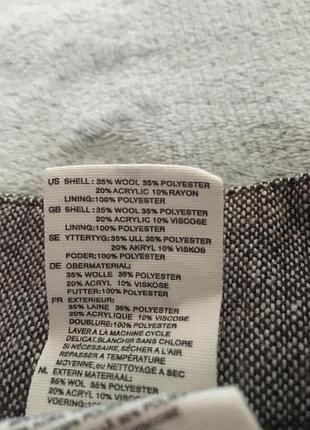 US SHELL: 35% WOOL 35% POLYESTER
20% ACRYLIC 10% RAYON
LINING:100% POLYESTER
GB SHELL: 35% WOOL 35% POLYESTER
20% ACRYLIC 10% VISCOSE
LINING:100% POLYESTER
SE YTTERTYG:35% ULL 35% POLYESTER
20% AKRYL 10% VISKOS
FODER:100% POLYESTER
DE OBERMATERIAL:
35% WOLLE 35% POLYESTER
20% ACRYL 10% VISKOSE
FUTTER:100% POLYESTER
FR EXTERIEUR:
35% LAINE 35% POLYESTER
20% ACRYLIQUE 10% VISCOSE
DOUBLURE:100% POLYESTER
LAVER À LA MACHINE CYCLE
DELICAT. BLANCHIR SANS CHLORE
SI NÉCESSAIRE, SÉCHER À L'AIR
REPASSER À TEMPÉRATURE
MOYENNE, eu NETTOYAGE A SEC
NL EXTERN MATERIAAL:
35% WOL 35% POLYESTER
20% ACRYL 10% VISCOSE
VOERING:100%